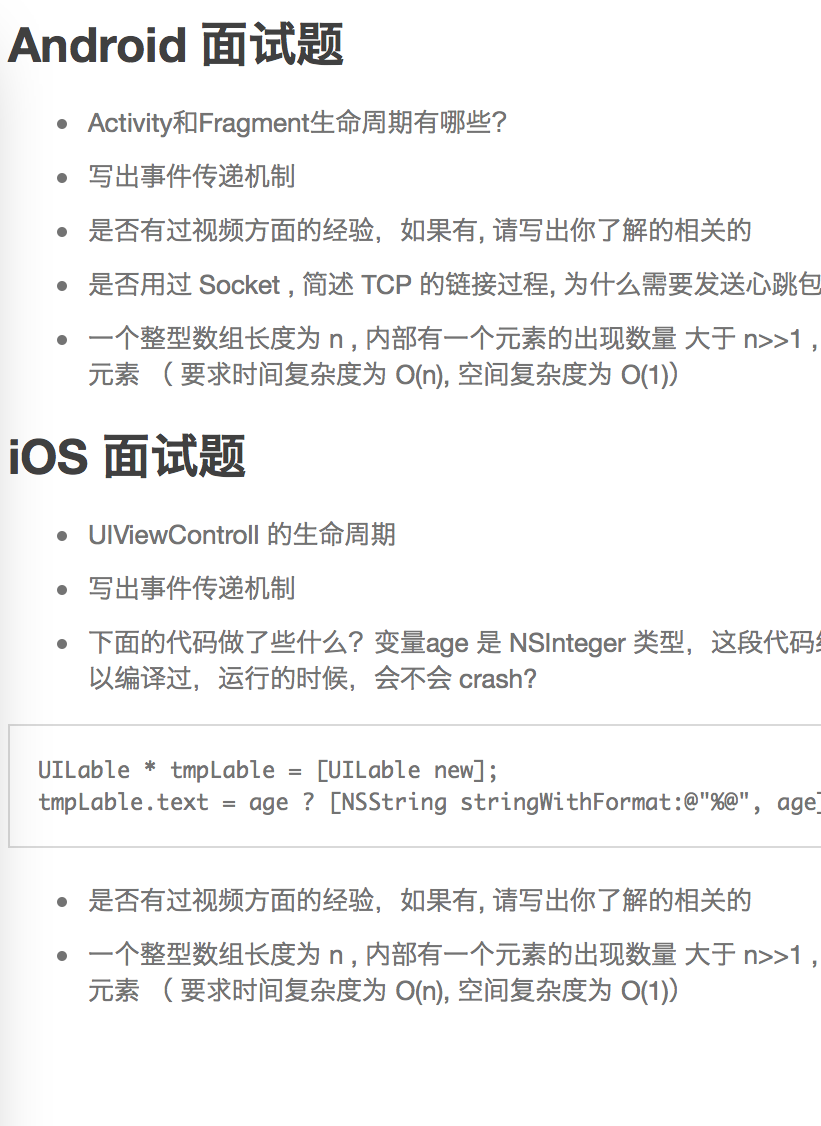 Android 面试题
Activity和Fragment生命周期有哪些?
写出事件传递机制
是否有过视频方面的经验，如果有, 请写出你了解的相关的
是否用过 Socket , 简述 TCP 的链接过程, 为什么需要发送心跳包
一个整型数组长度为 n , 内部有一个元素的出现数量 大于 n>>1 ,
元素 （ 要求时间复杂度为 O(n), 空间复杂度为 O(1)）
iOS 面试题
UIViewControll 的生命周期
写出事件传递机制
下面的代码做了些什么？变量age 是 NSInteger 类型，这段代码
以编译过，运行的时候，会不会 crash?
UILable * tmpLable = [UILable new];
tmpLable.text = age ? [NSString stringWithFormat:@"%@", age]
是否有过视频方面的经验，如果有, 请写出你了解的相关的
一个整型数组长度为 n , 内部有一个元素的出现数量 大于 n>>1 ,
元素 （ 要求时间复杂度为 O(n), 空间复杂度为 O(1)）